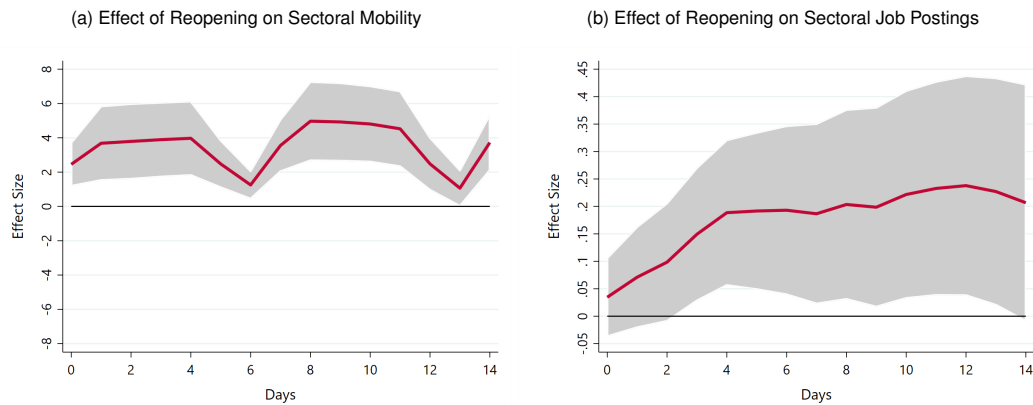 (a) Effect of Reopening on Sectoral Mobility
8
6
4
2
0
-2
-4
-6
-8
Effect Size
0 2 4 6 8 10 12 14
Days
(b) Effect of Reopening on Sectoral Job Postings
.45
.4
.35
.3
.25
.2
.15
.1
.05
0
-.05
Effect Size
0 2 4 6 8 10 12 14
Days